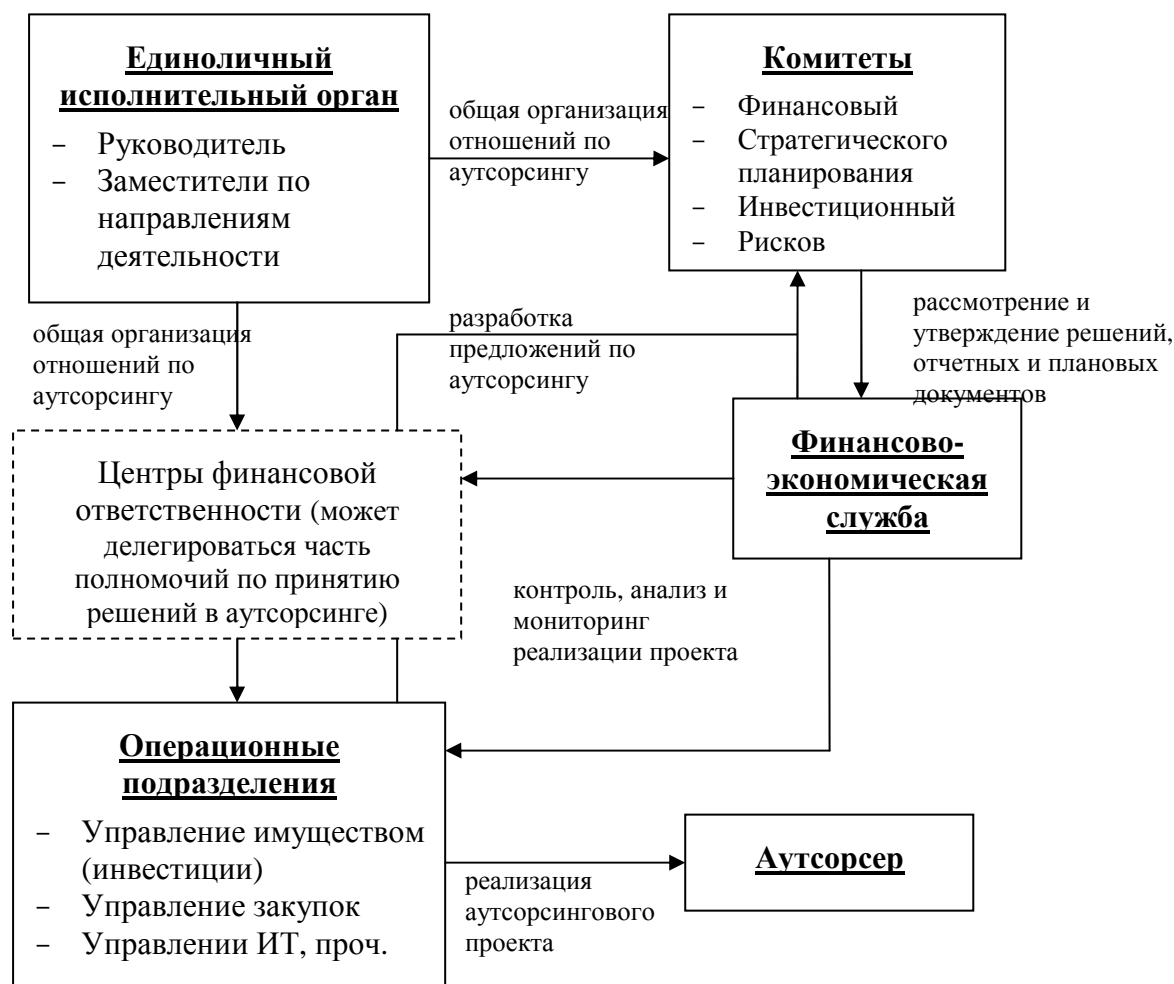 Единоличный
исполнительный орган
- Руководитель
- Заместители по
направлениям
деятельности
общая организация
отношений по
аутсорсингу
Комитеты
- Финансовый
- Стратегического
планирования
- Инвестиционный
- Рисков
общая организация
отношений по
аутсорсингу
разработка
предложений по
аутсорсингу
рассмотрение и
утверждение решений,
отчетных и плановых
документов
Центры финансовой
ответственности (может
делегироваться часть
полномочий по принятию
решений в аутсорсинге)
Финансово-
экономическая
служба
контроль, анализ и
мониторинг
реализации проекта
Операционные
подразделения
- Управление имуществом
(инвестиции)
- Управление закупок
- Управлении ИТ, проч.
реализация
аутсорсингового
проекта
Аутсорсер